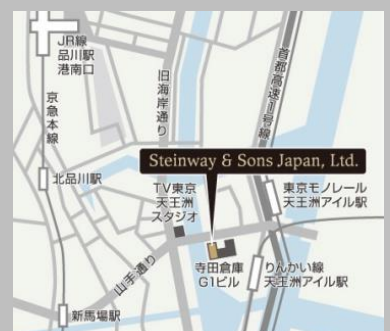 JR線
品川駅
港南口
京急本線
旧海岸通り
首都高速1号線
Steinway & Sons Japan, Ltd.
北品川駅
TV東京
天王洲
スタジオ
東京モノレール
天王洲アイル駅
山手通り
寺田倉庫
G1ビル
りんかい線
天王洲アイル駅
新馬場駅